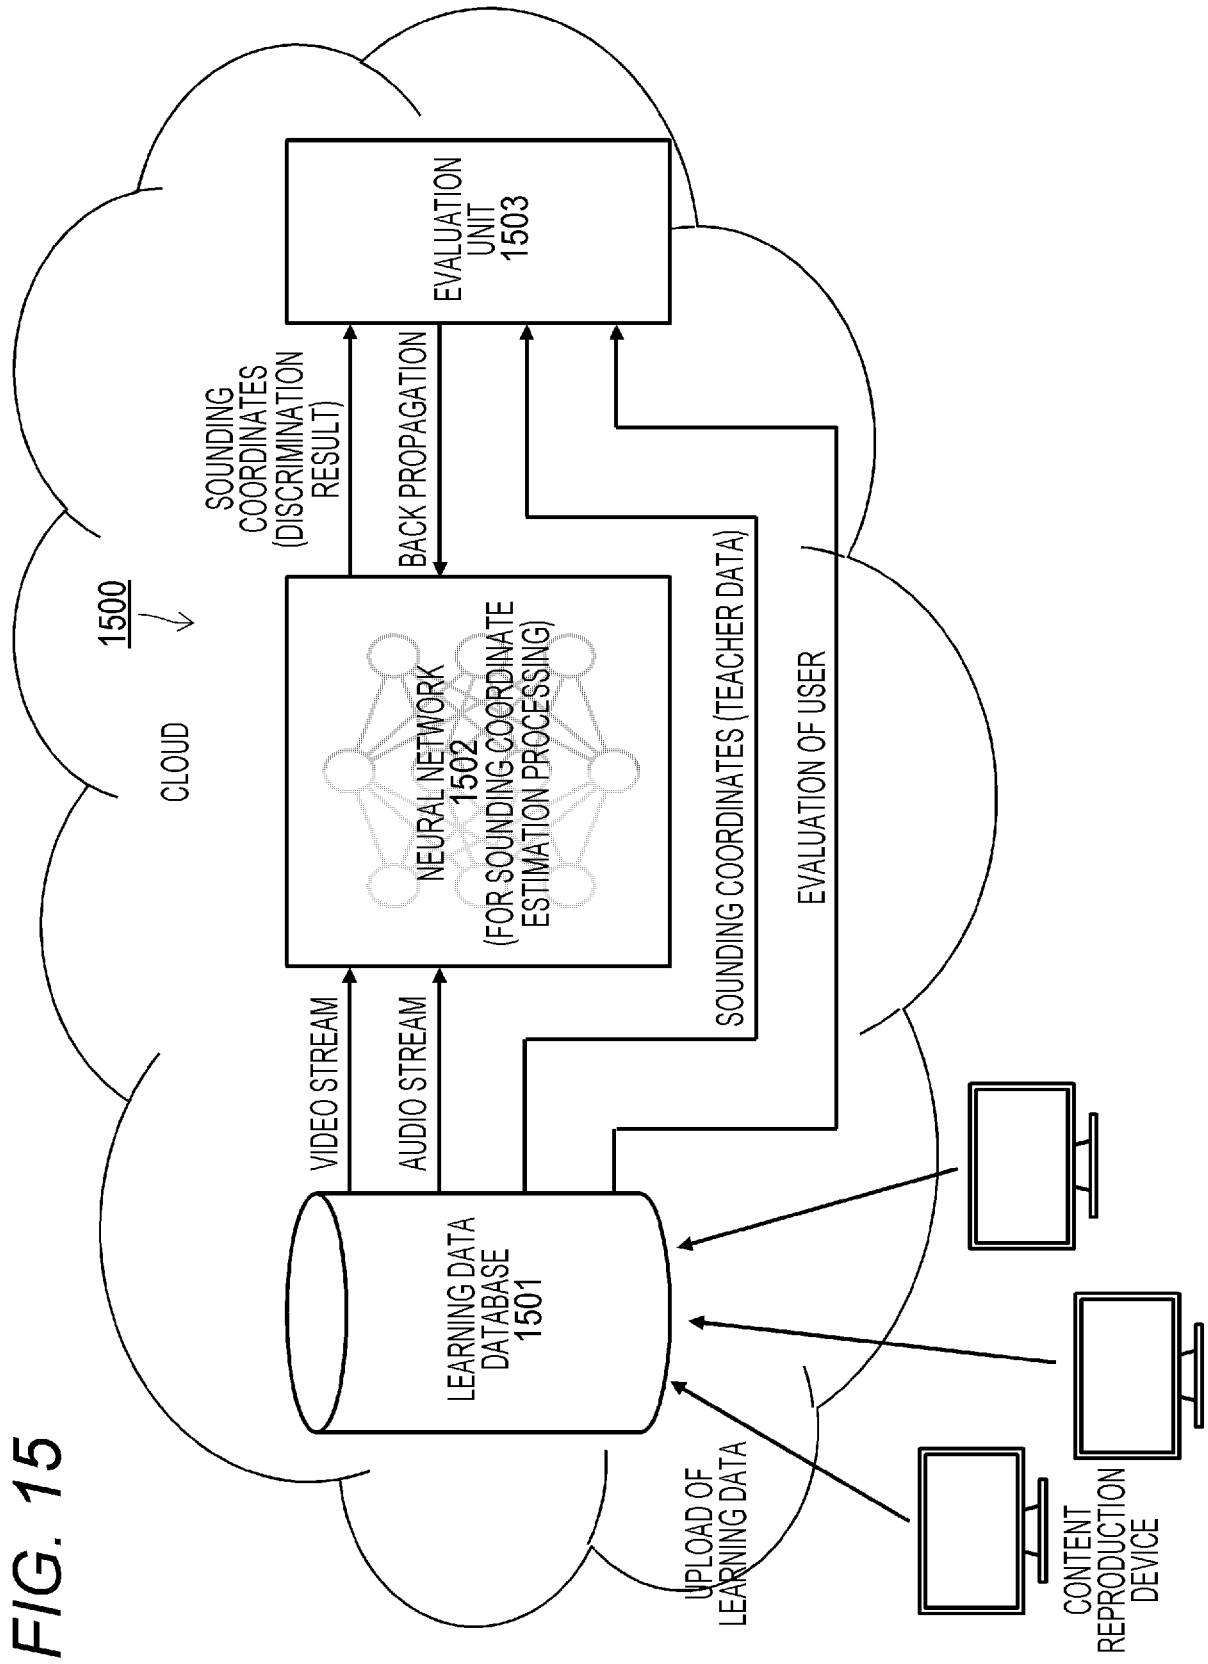 FIG. 15
1500
CLOUD
VIDEO STREAM
AUDIO STREAM
LEARNING DATA
DATABASE
1501
NEURAL NETWORK
1502
(FOR SOUNDING COORDINATE
ESTIMATION PROCESSING)
SOUNDING
COORDINATES
(DISCRIMINATION
RESULT)
BACK PROPAGATION
EVALUATION
UNIT
1503
SOUNDING COORDINATES (TEACHER DATA)
EVALUATION OF USER
UPLOAD OF
LEARNING DATA
CONTENT
REPRODUCTION
DEVICE